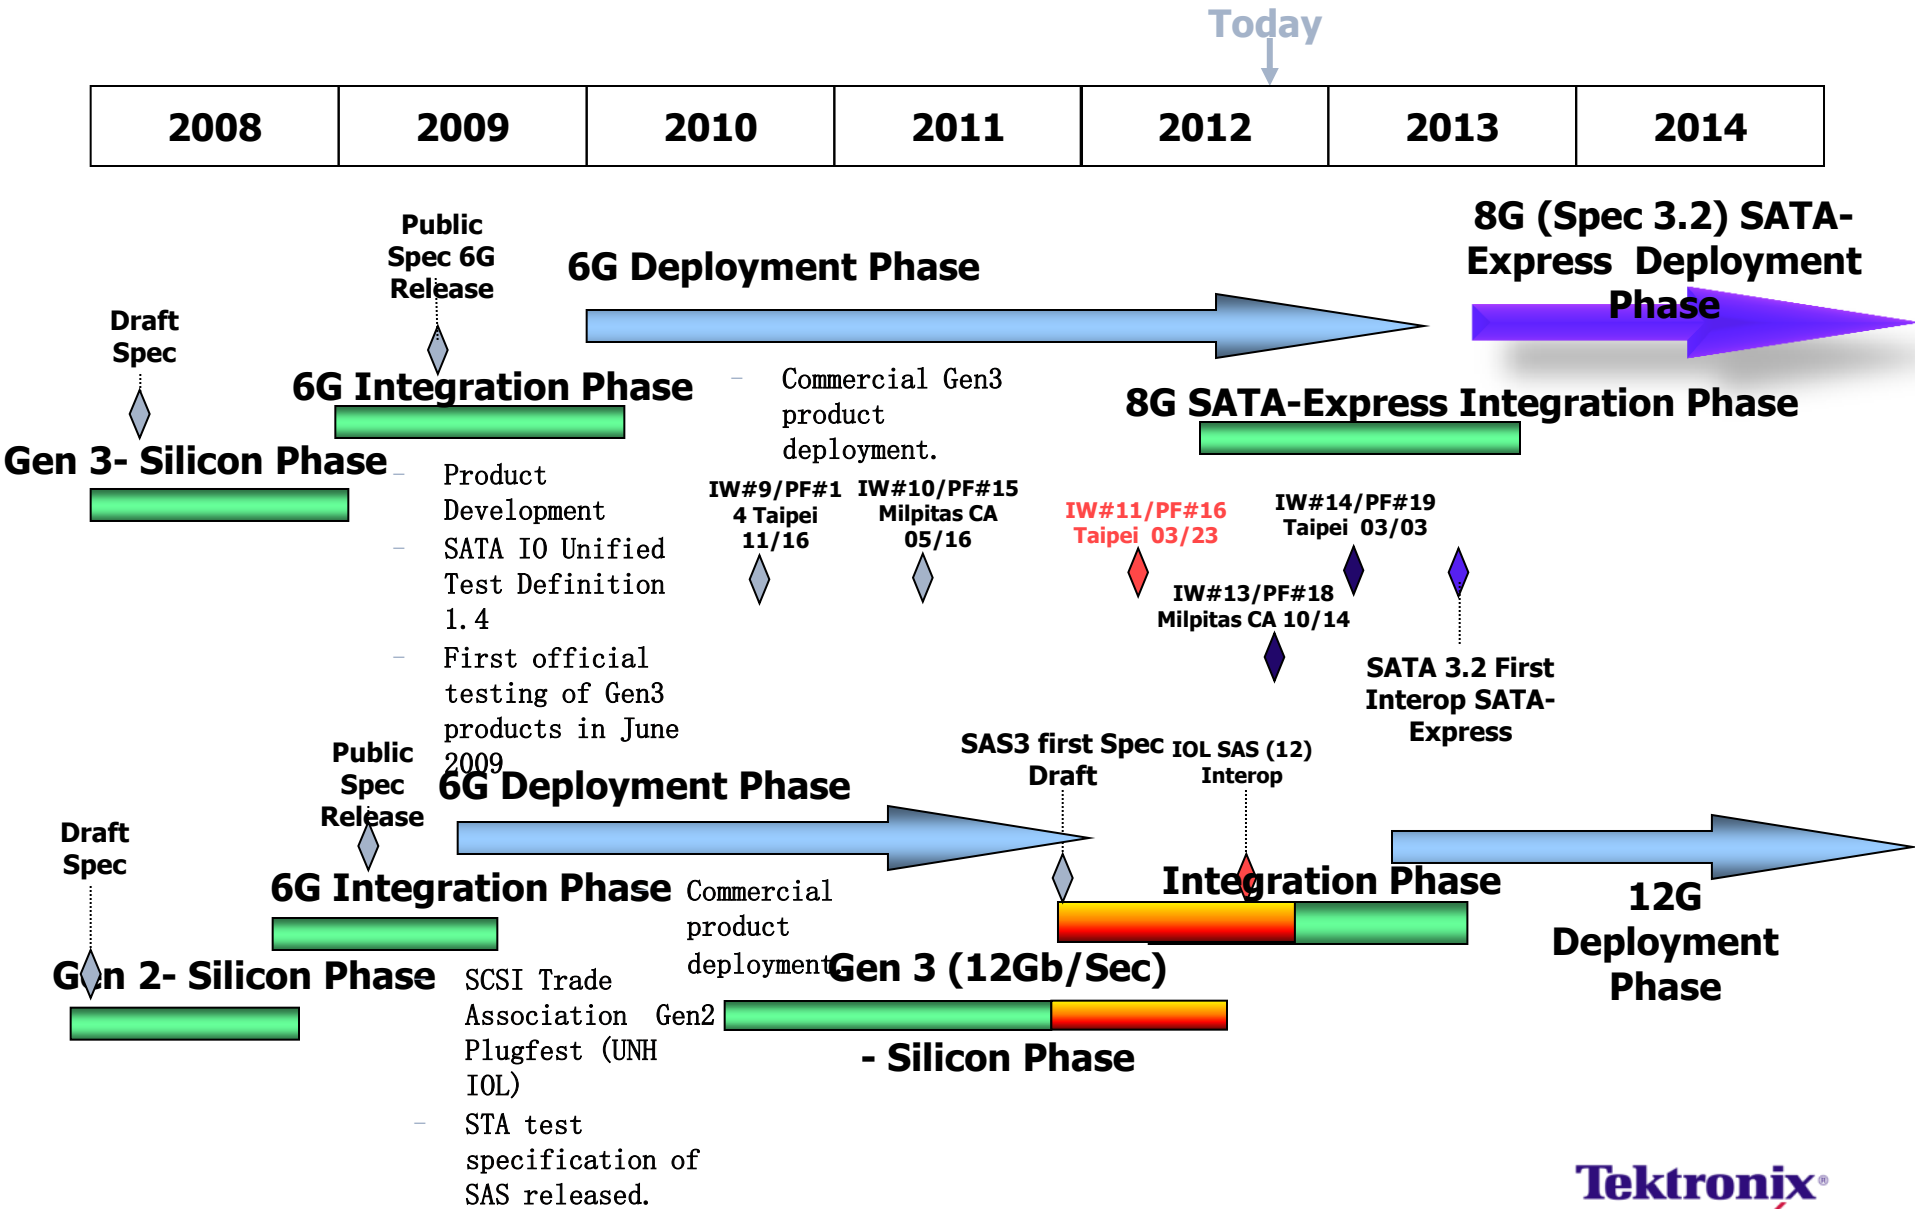 Today
2008 2009 2010 2011 2012 2013 2014
Public
Spec 6G
Release
6G Deployment Phase
8G (Spec 3.2) SATA-
Express Deployment
Phase
Draft
Spec
6G Integration Phase
– Commercial Gen3
product
deployment.
8G SATA-Express Integration Phase
Gen 3- Silicon Phase
– Product
Development
– SATA IO Unified
Test Definition
1.4
– First official
testing of Gen3
products in June
2009
IW#9/PF#1
4 Taipei
11/16
IW#10/PF#15
Milpitas CA
05/16
IW#11/PF#16
Taipei 03/23
IW#14/PF#19
Taipei 03/03
IW#13/PF#18
Milpitas CA 10/14
SATA 3.2 First
Interop SATA-
Express
Public
Spec
Release
6G Deployment Phase
SAS3 first Spec
Draft
IOL SAS (12)
Interop
Draft
Spec
6G Integration Phase
– Commercial
product
deployment.
Integration Phase
12G
Deployment
Phase
Gen 2- Silicon Phase
SCSI Trade
Association Gen2
Plugfest (UNH
IOL)
– STA test
specification of
SAS released.
Gen 3 (12Gb/Sec)
- Silicon Phase
Tektronix®